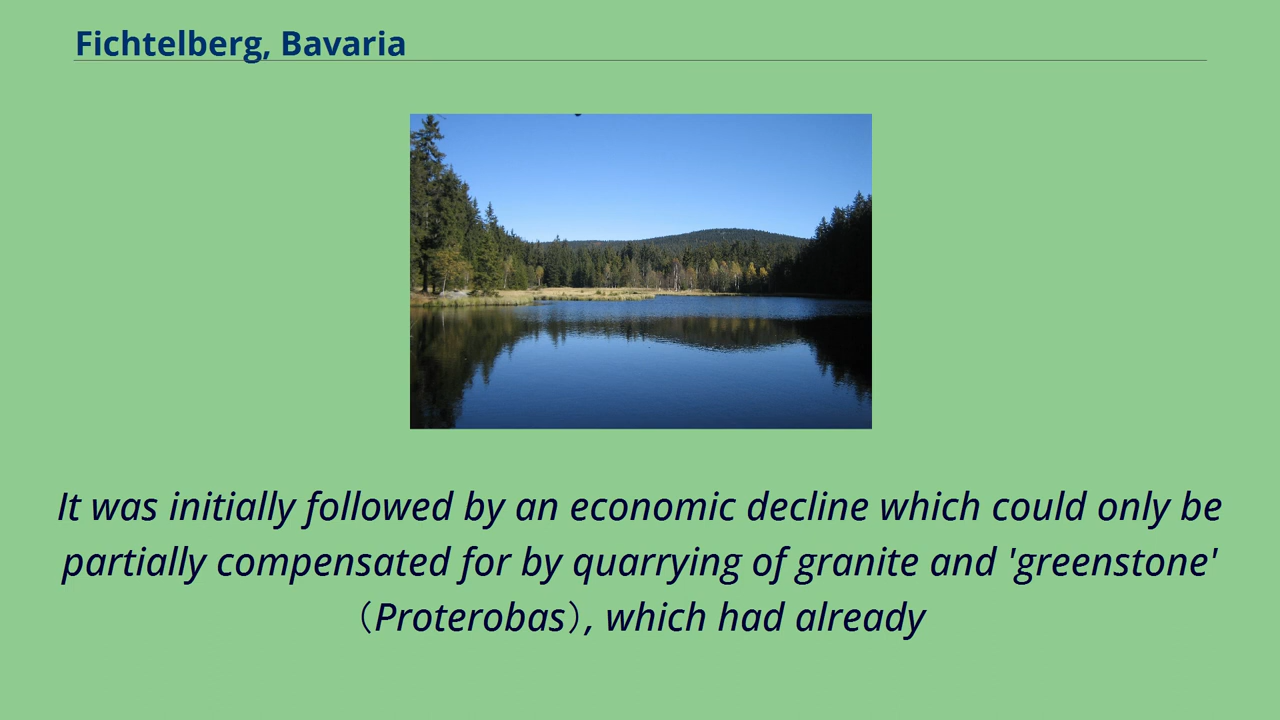 Fichtelberg, Bavaria
It was initially followed by an economic decline which could only be
partially compensated for by quarrying of granite and 'greenstone'
（Proterobas）, which had already